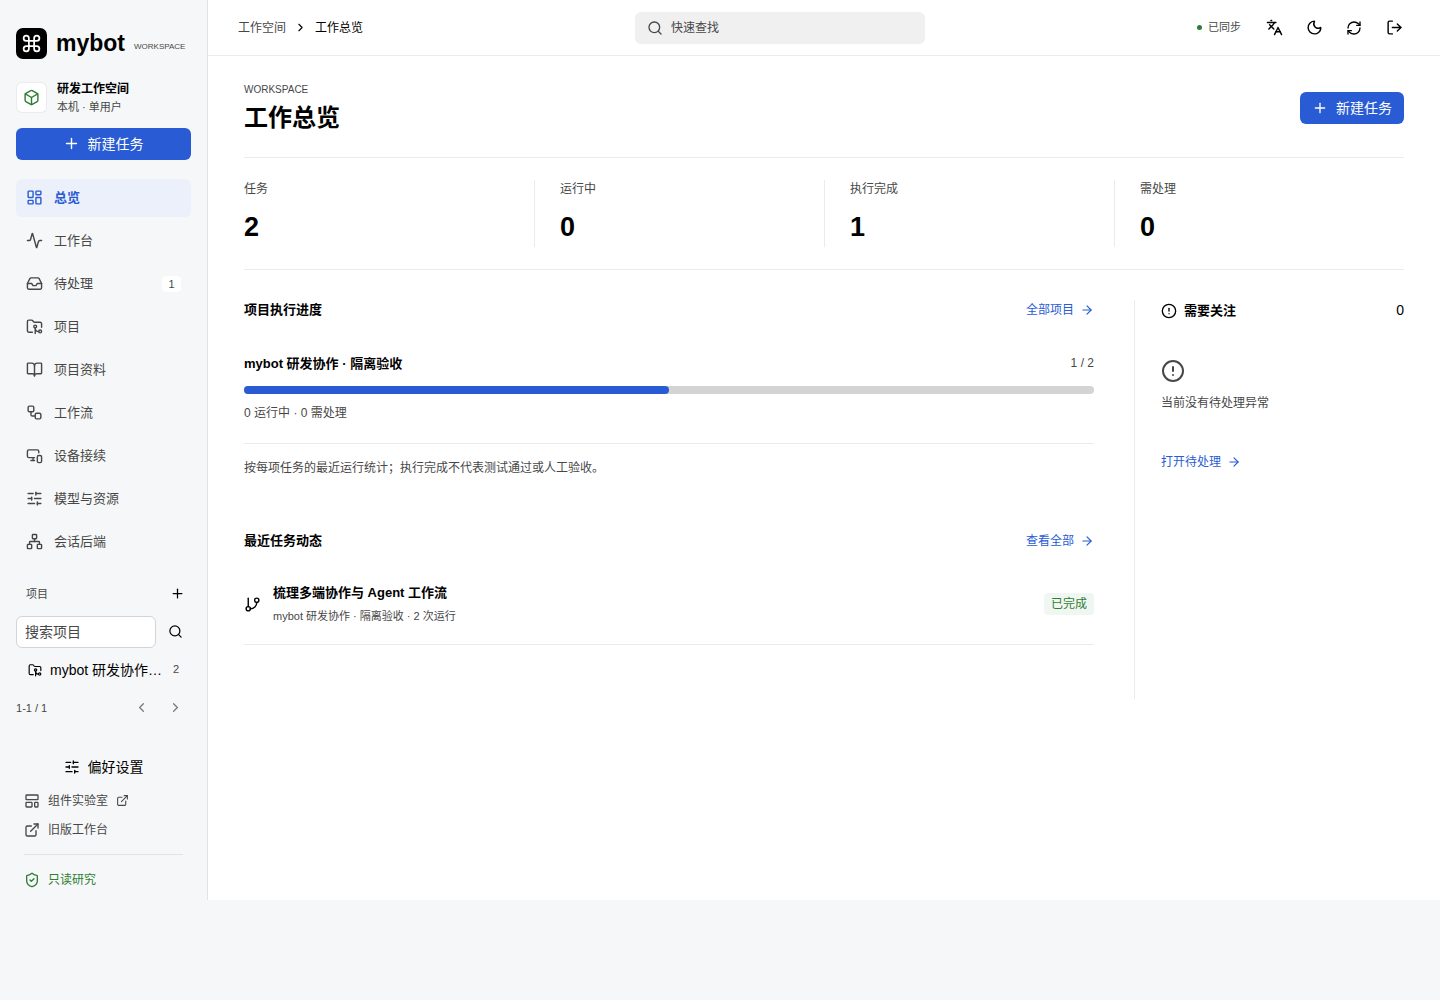 mybot WORKSPACE
研发工作空间
本机 · 单用户
新建任务
总览
工作台
待处理 1
项目
项目资料
工作流
设备接续
模型与资源
会话后端
项目
搜索项目
mybot 研发协作… 2
1-1 / 1
偏好设置
组件实验室
旧版工作台
只读研究
工作空间 工作总览
快速查找
已同步
WORKSPACE
工作总览
新建任务
任务
2
运行中
0
执行完成
1
需处理
0
项目执行进度 全部项目
mybot 研发协作 · 隔离验收 1 / 2
0 运行中 · 0 需处理
按每项任务的最近运行统计；执行完成不代表测试通过或人工验收。
最近任务动态 查看全部
梳理多端协作与 Agent 工作流
mybot 研发协作 · 隔离验收 · 2 次运行
已完成
需要关注 0
当前没有待处理异常
打开待处理